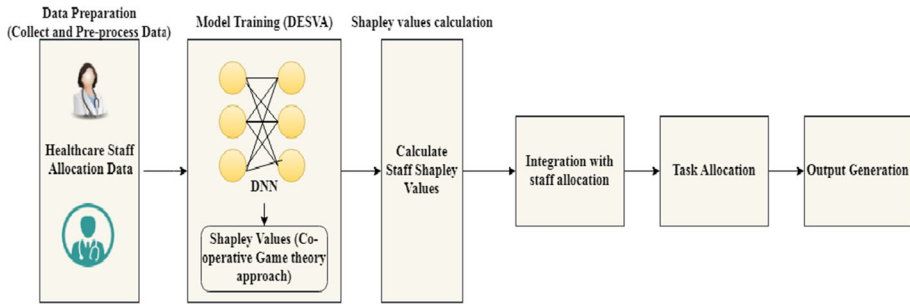 Data Preparation
(Collect and Pre-process Data)
Healthcare Staff
Allocation Data
Model Training (DESVA)
DNN
Shapley Values (Co-
operative Game theory
approach)
Shapley values calculation
Calculate
Staff Shapley
Values
Integration with
staff allocation
Task Allocation
Output Generation